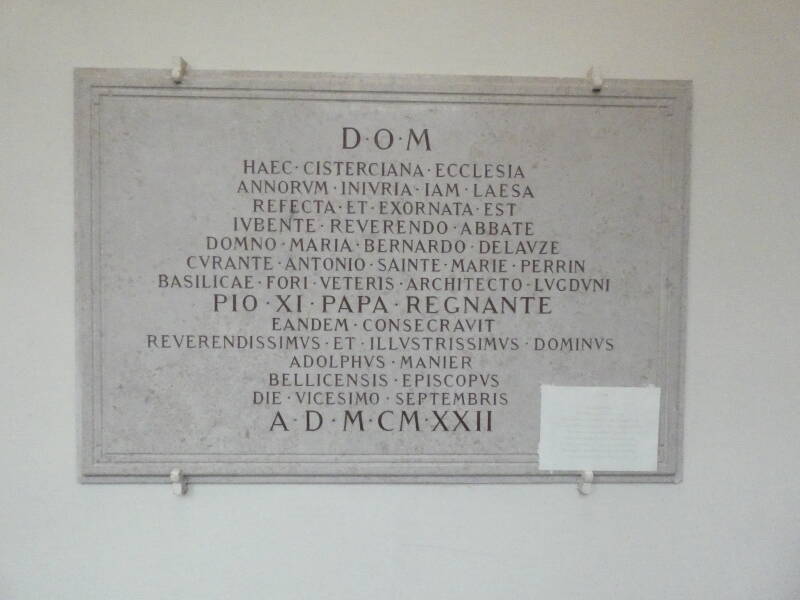 D·O·M
HAEC·CISTERCIANA·ECCLESIA
ANNORVM·INIVRIA·IAM·LAESA
REFECTA·ET·EXORNATA·EST
IVBENTE·REVERENDO·ABBATE
DOMNO·MARIA·BERNARDO·DELAVZE
CVRANTE·ANTONIO·SAINTE·MARIE·PERRIN
BASILICAE·FORI·VETERIS·ARCHITECTO·LVGDVNI
PIO·XI·PAPA·REGNANTE
EANDEM·CONSECRAVIT
REVERENDISSIMVS·ET·ILLVSTRISSIMVS·DOMINVS
ADOLPHVS·MANIER
BELLICENSIS·EPISCOPVS
DIE·VICESIMO·SEPTEMBRIS
A·D·M·CM·XXII